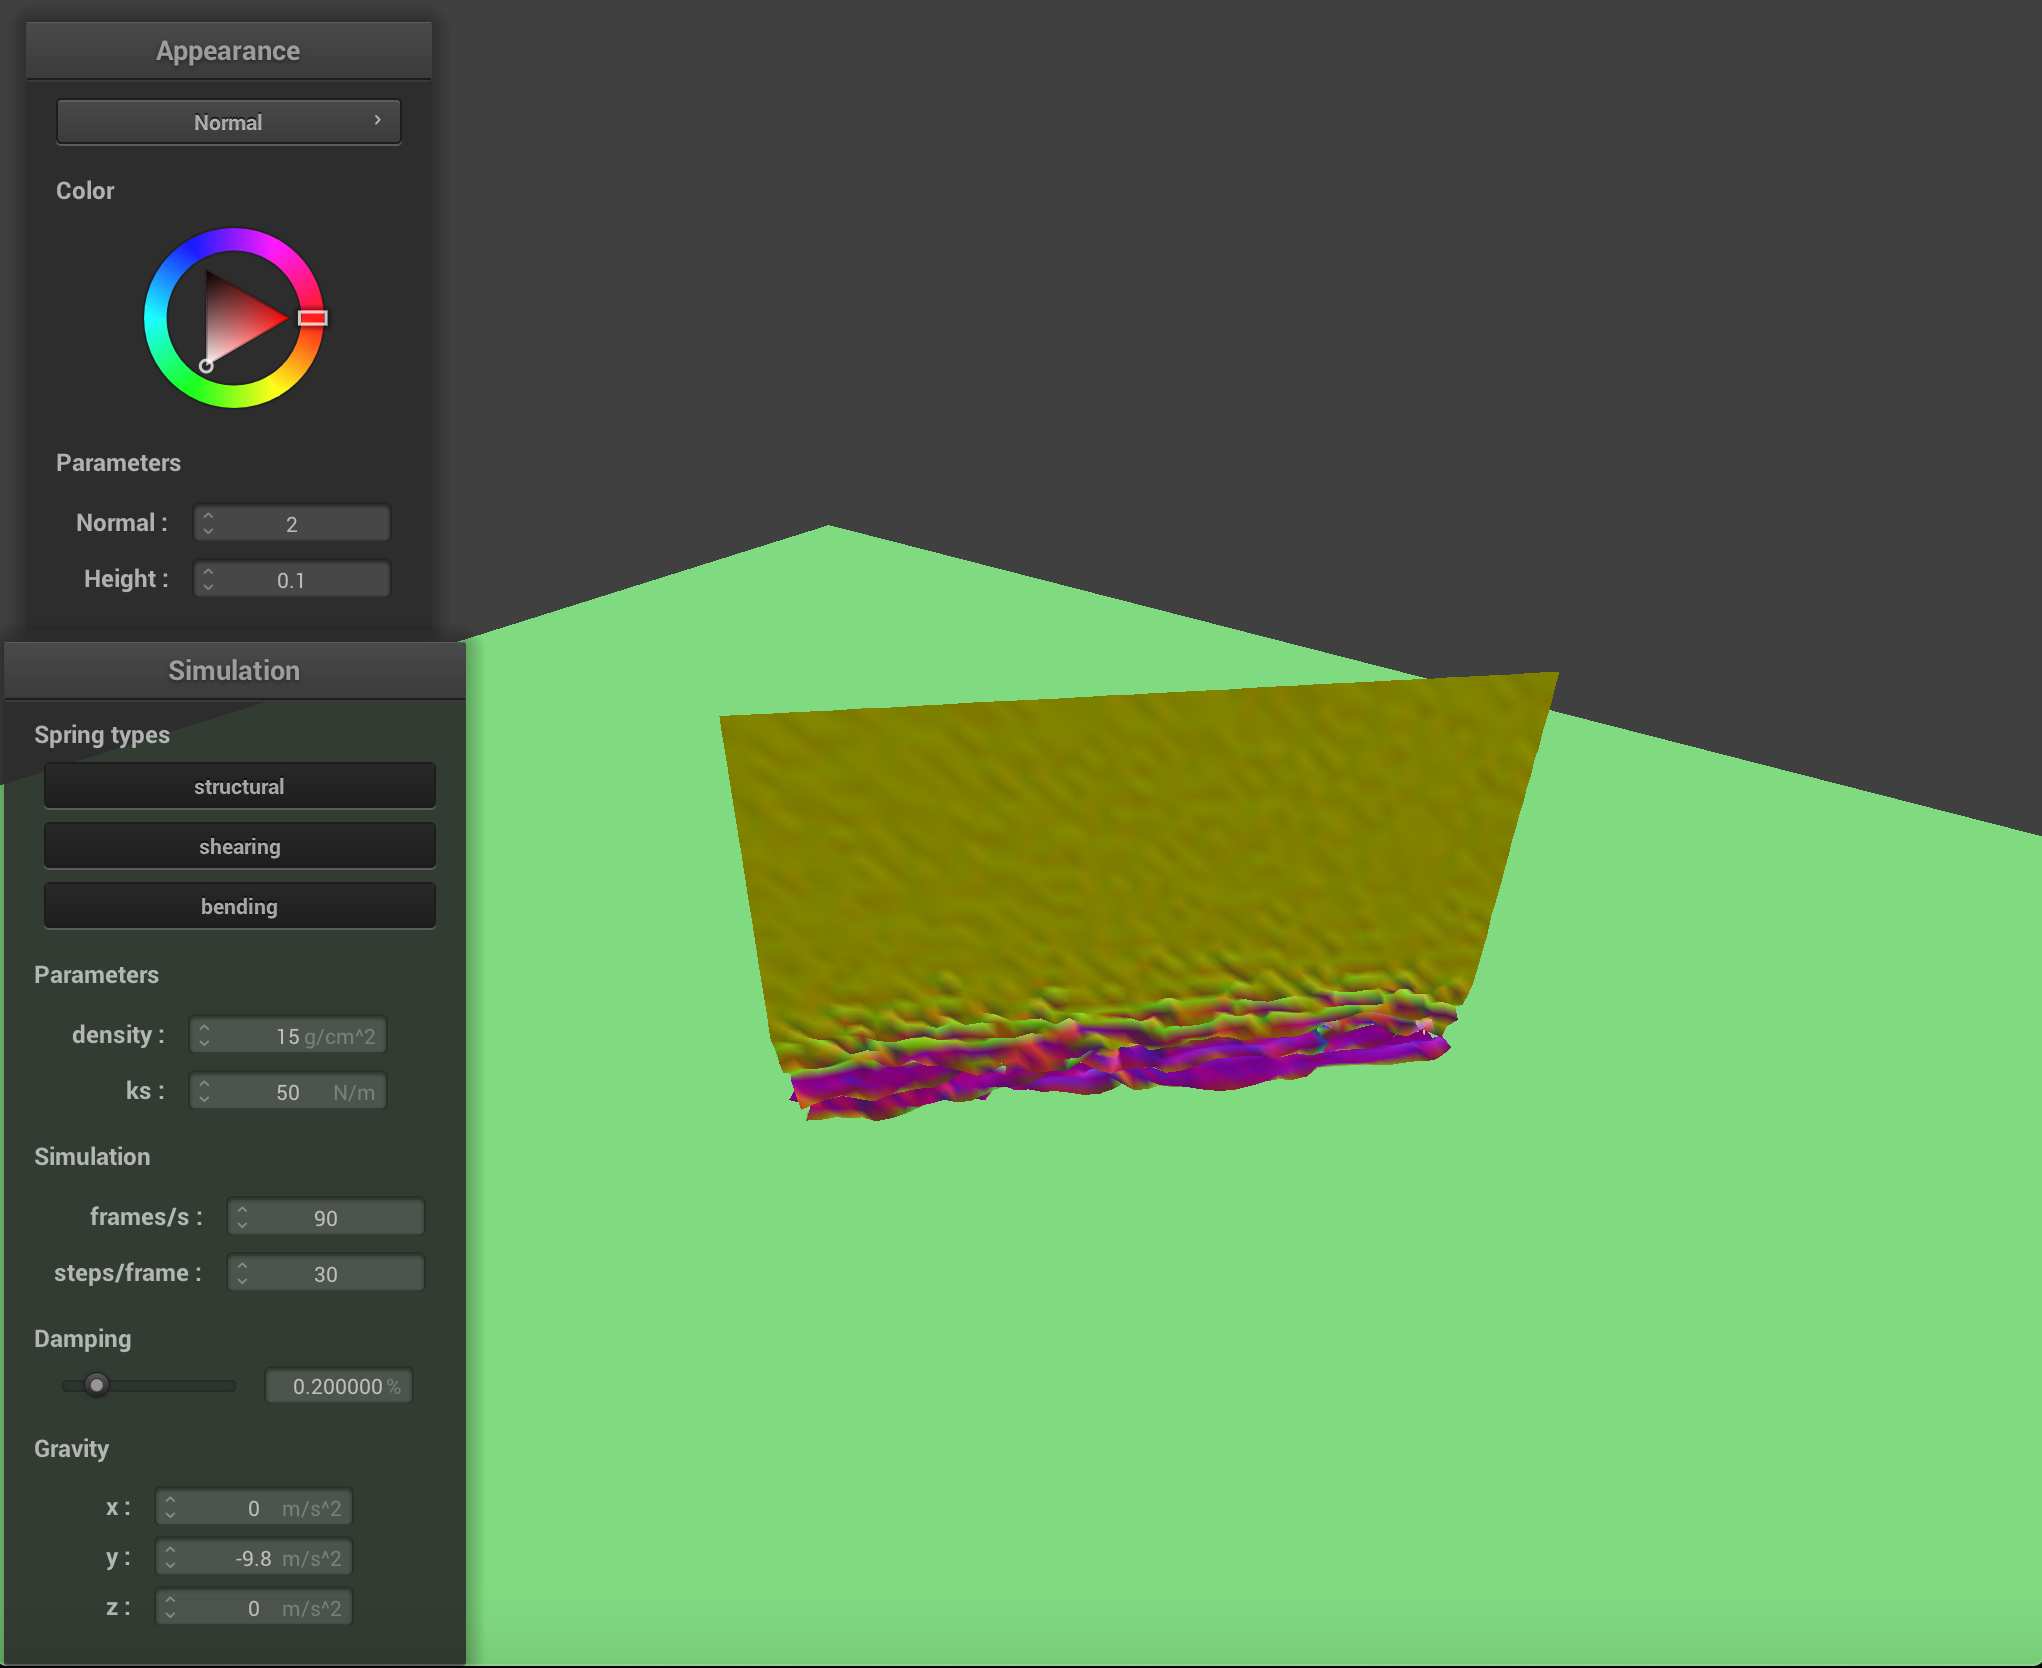 Appearance
Normal
Color
Parameters
Normal : 2
Height : 0.1
Simulation
Spring types
structural
shearing
bending
Parameters
density : 15 g/cm^2
ks : 50 N/m
Simulation
frames/s : 90
steps/frame : 30
Damping
0.200000 %
Gravity
x : 0 m/s^2
y : -9.8 m/s^2
z : 0 m/s^2